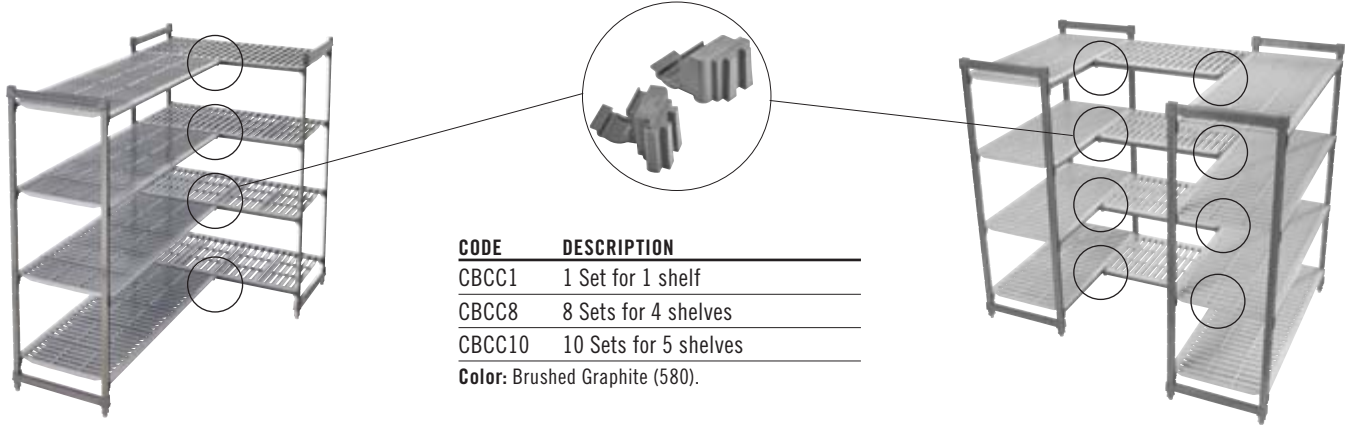 CODE DESCRIPTION
CBCC1 1 Set for 1 shelf
CBCC8 8 Sets for 4 shelves
CBCC10 10 Sets for 5 shelves
Color: Brushed Graphite (580).